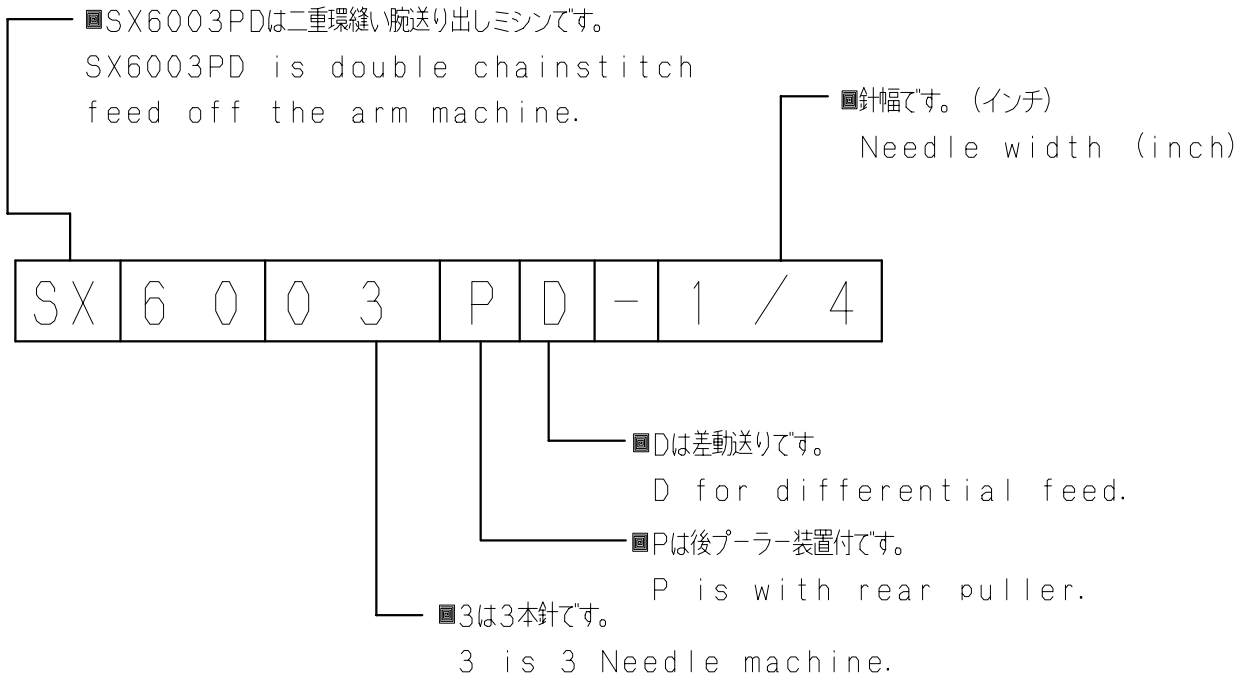 ▣SX6003PDは二重環縫い腕送り出しミシンです。
SX6003PD is double chainstitch
feed off the arm machine.
▣針幅です。(インチ)
Needle width (inch)
SX 6 0 0 3 P D - 1 / 4
▣Dは差動送りです。
D for differential feed.
▣Pは後プーラー装置付です。
P is with rear puller.
▣3は3本針です。
3 is 3 Needle machine.